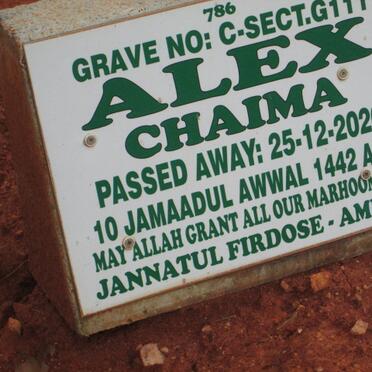 786
GRAVE NO: C-SECT.G111
ALEX
CHAIMA
PASSED AWAY: 25-12-202
10 JAMAADUL AWWAL 1442 A
MAY ALLAH GRANT ALL OUR MARHOO
JANNATUL FIRDOSE - AM